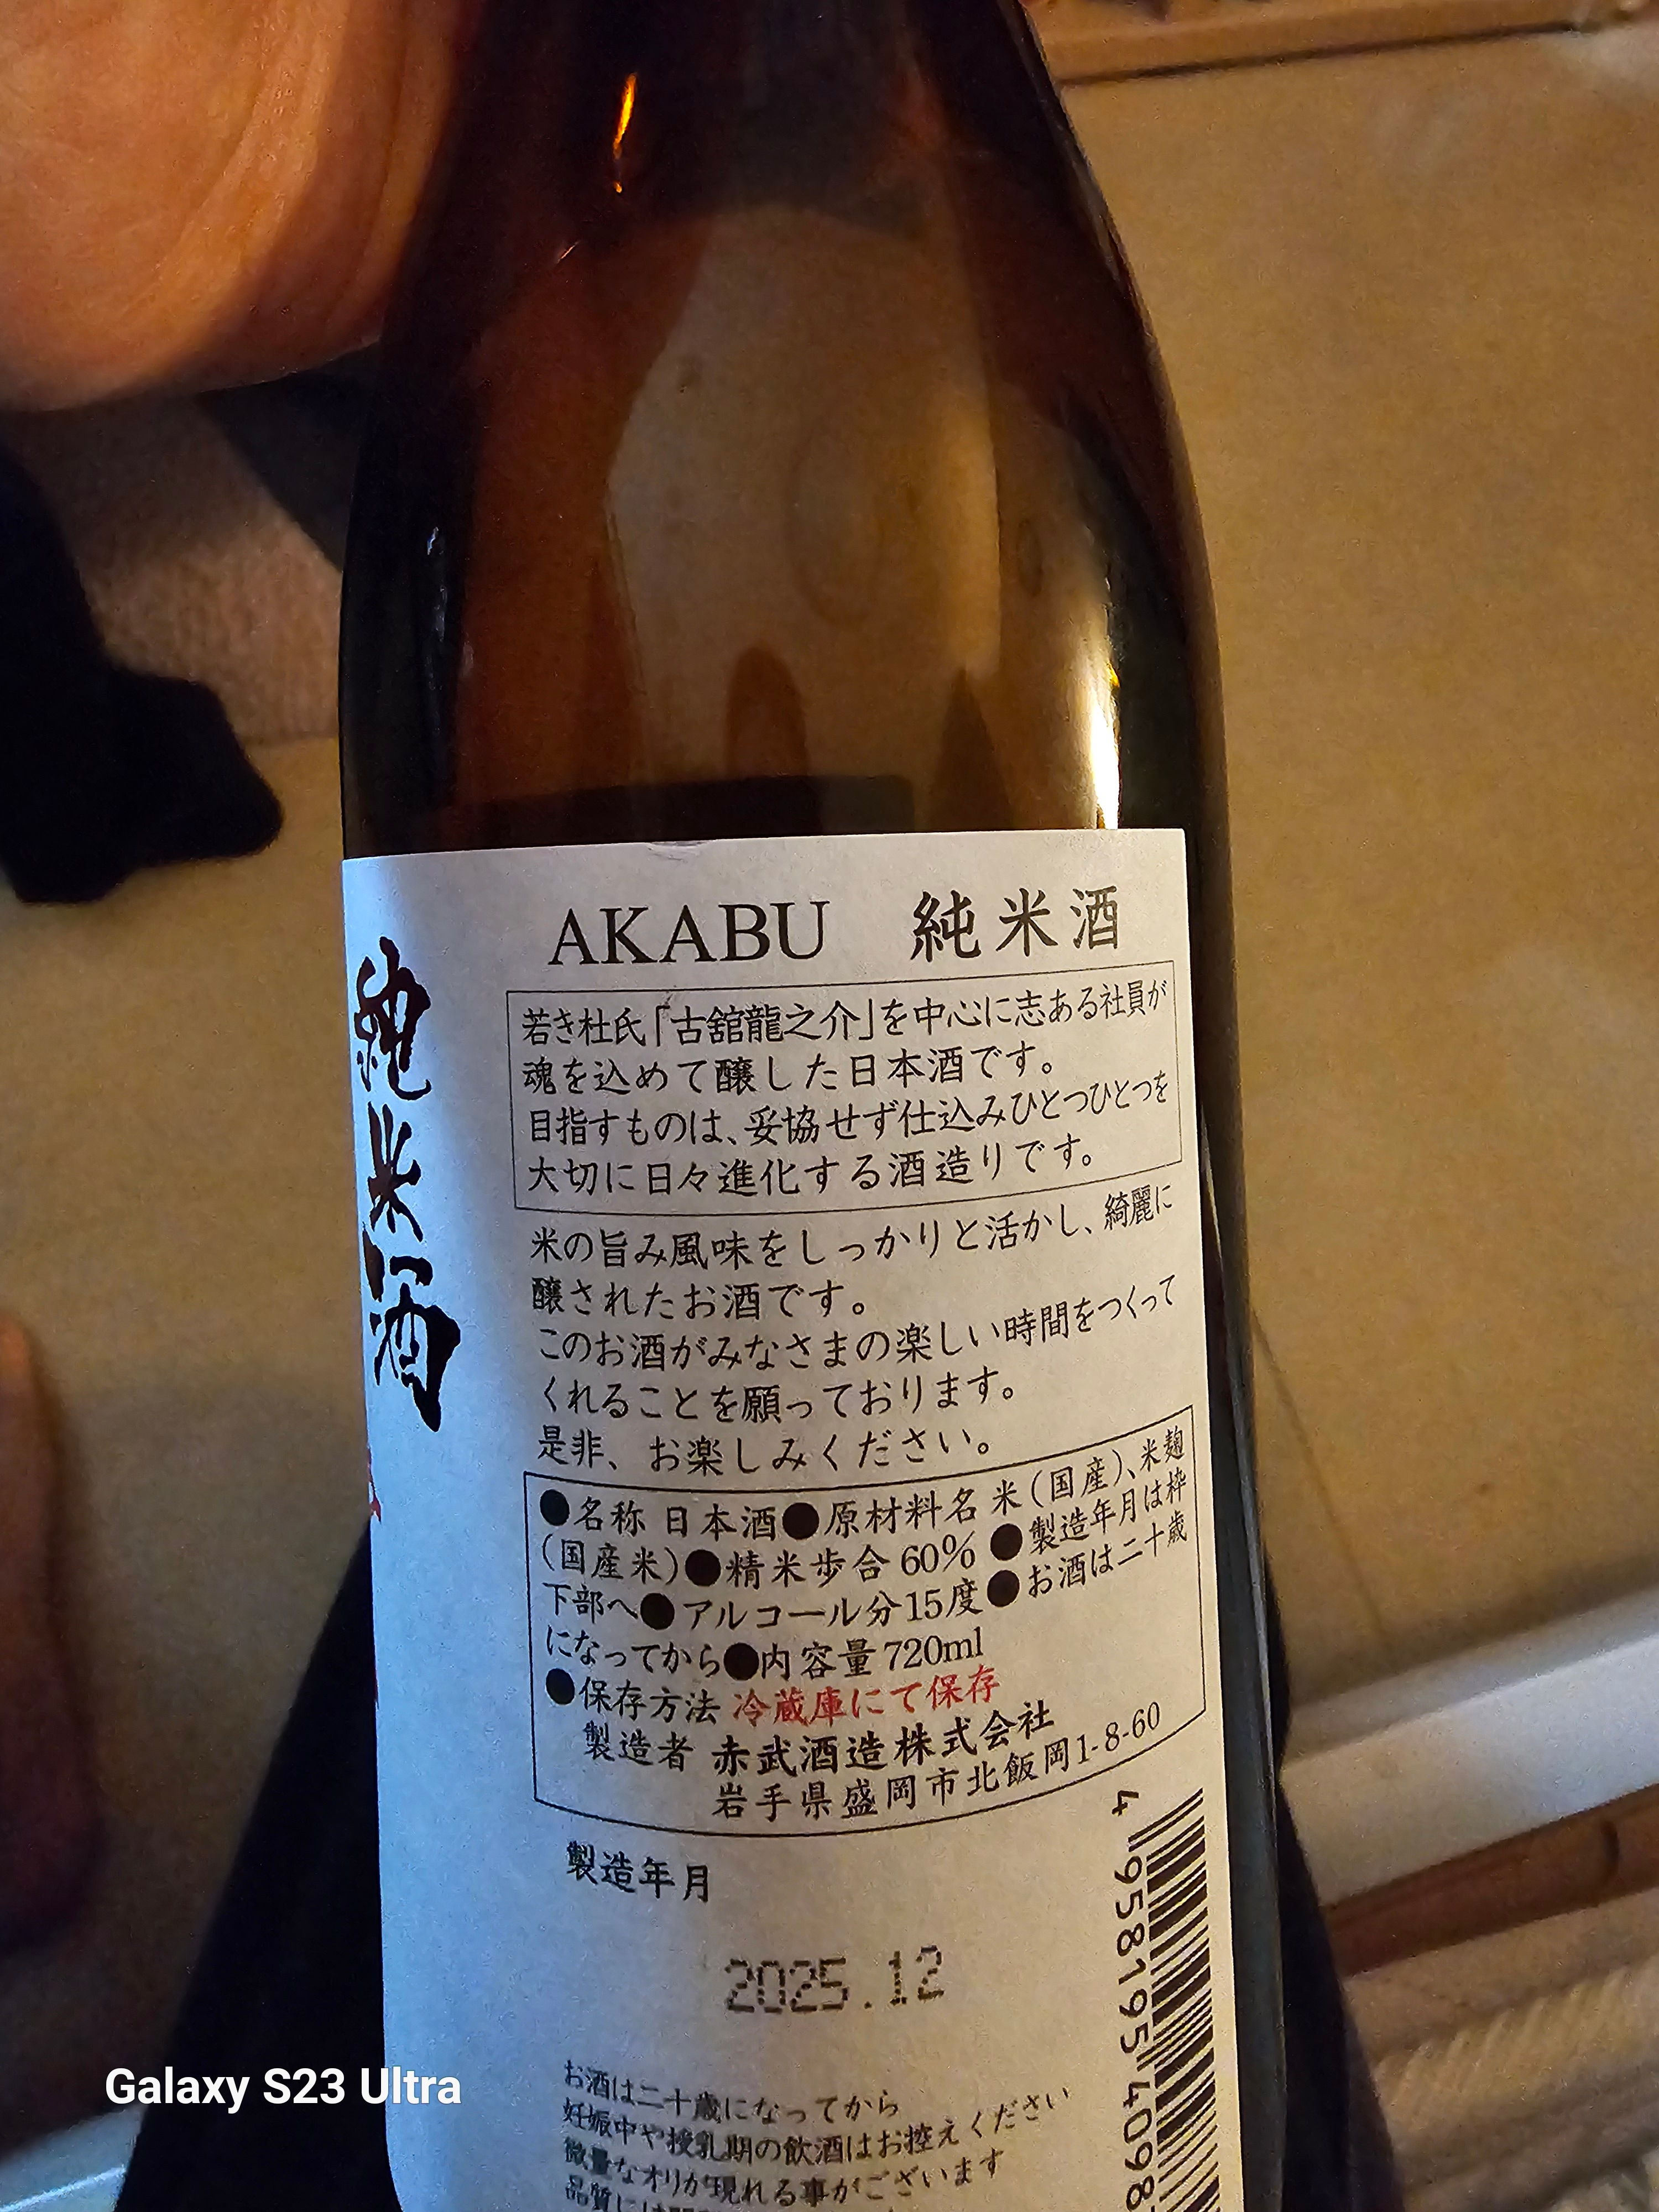 AKABU 純米酒
純米酒
若き杜氏「古舘龍之介」を中心に志ある社員が
魂を込めて醸した日本酒です。
目指すものは、妥協せず仕込みひとつひとつを
大切に日々進化する酒造りです。
米の旨み風味をしっかりと活かし、綺麗に
醸されたお酒です。
このお酒がみなさまの楽しい時間をつくって
くれることを願っております。
是非、お楽しみください。
●名称 日本酒●原材料名 米(国産)、米麹
(国産米)●精米歩合 60% ●製造年月は枠
下部へ●アルコール分15度●お酒は二十歳
になってから●内容量720ml
●保存方法 冷蔵庫にて保存
製造者 赤武酒造株式会社
岩手県盛岡市北飯岡1-8-60
製造年月
2025.12
4 958195 4098
お酒は二十歳になってから
妊娠中や授乳期の飲酒はお控えください
微量なオリが現れる事がございます
品質には
Galaxy S23 Ultra